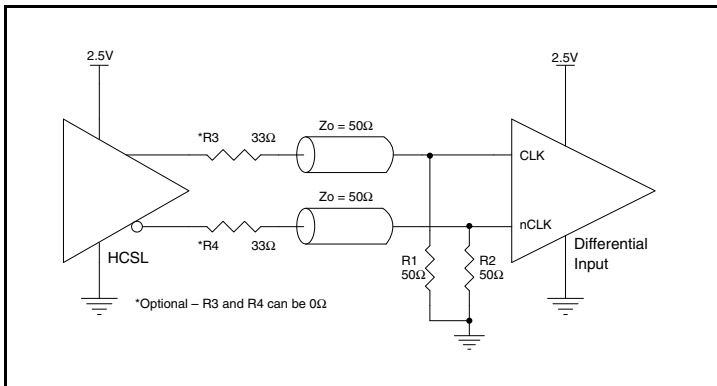 2.5V
2.5V
*R3
33Ω
Zo = 50Ω
CLK
Zo = 50Ω
nCLK
*R4
33Ω
HCSL
R1
50Ω
R2
50Ω
Differential
Input
*Optional – R3 and R4 can be 0Ω